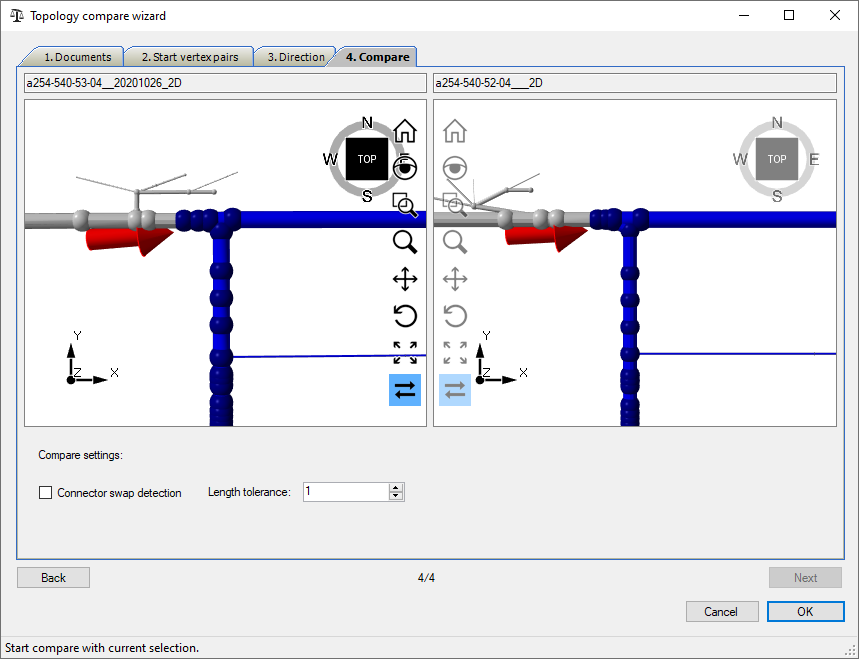 Topology compare wizard
1. Documents 2. Start vertex pairs 3. Direction 4. Compare
a254-540-53-04__20201026_2D a254-540-52-04___2D
N N
W TOP W TOP E
S S
Y Y
Z X Z X
Compare settings:
Connector swap detection Length tolerance: 1
Back 4/4 Next
Cancel OK
Start compare with current selection.